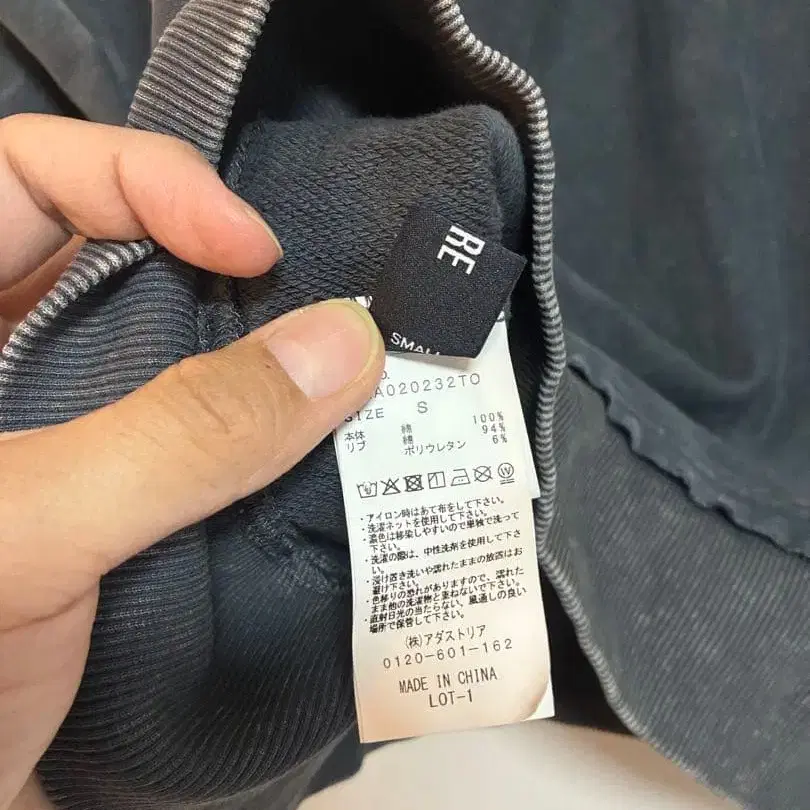 RE
SMALL
A020232TO
SIZE S
本体 綿 100%
リブ 綿 94%
ポリウレタン 6%
・アイロン時はあて布をして下さい。
・洗濯ネットを使用して下さい。
・濃色は移染しやすいので単独で洗って
下さい。
・洗濯の際は、中性洗剤を使用して下さい。
・浸け置き洗いや濡れたままの放置はお
避け下さい。
・色移りの恐れがありますので、濡れた
まま他の洗濯物と重ねないで下さい。
・直射日光の当たらない、風通しの良い
場所で保管して下さい。
(株)アダストリア
0120-601-162
MADE IN CHINA
LOT-1